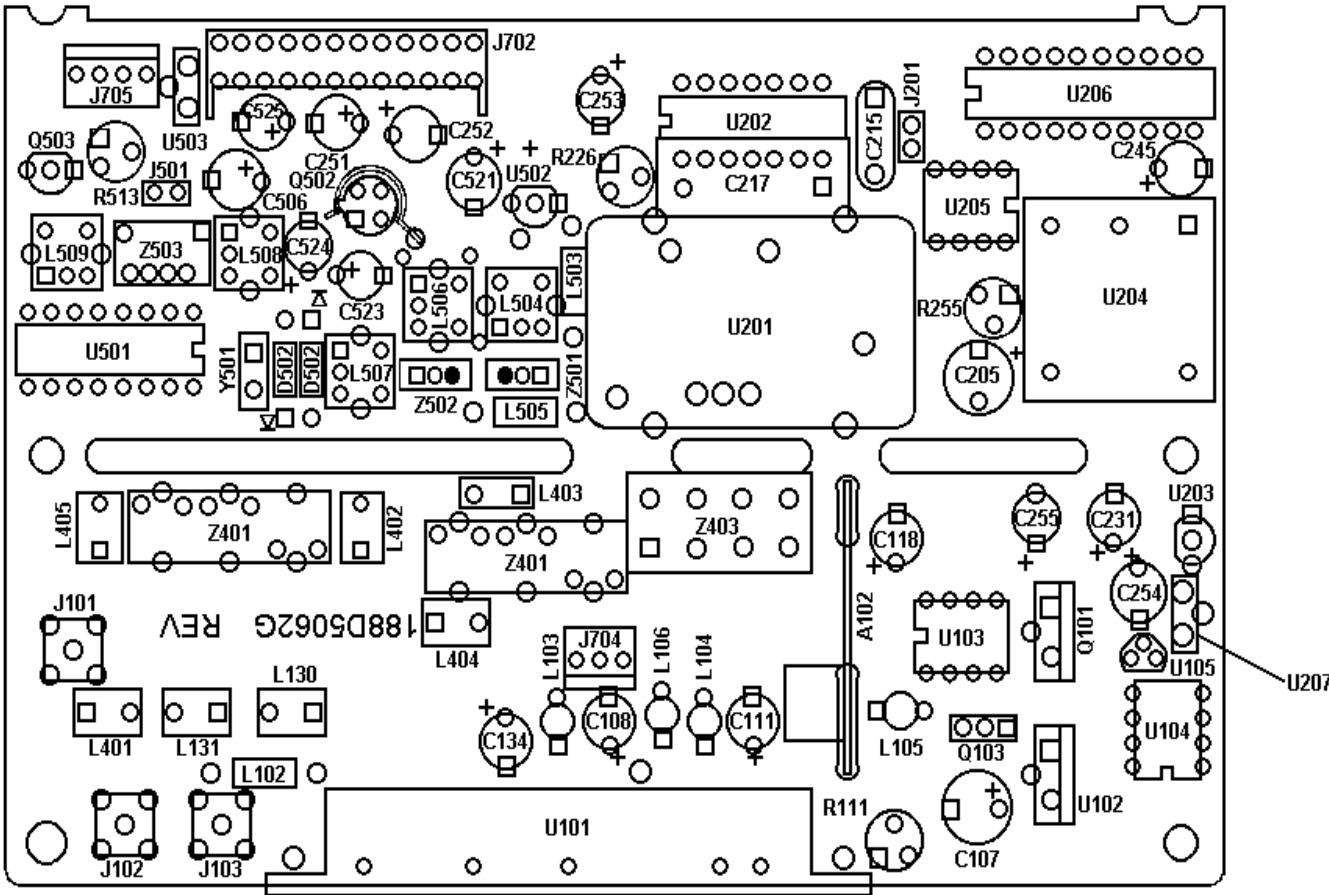 J702
J705
U503
C525
C251
C252
C253
U202
C215
J201
U206
Q503
R513
J501
C506
Q502
C521
U502
R226
C217
U205
C245
L509
Z503
L508
C524
C523
L506
L504
L503
U201
R255
U204
C205
U501
Y501
D502
D502
L507
Z502
L505
Z501
L405
Z401
L402
L403
Z401
Z403
C118
C255
C231
U203
A102
C254
J101
188D5062G REV
L404
L103
J704
L106
L104
U103
Q101
U105
U207
L130
L401
L131
C134
C108
C111
L105
Q103
U104
L102
U102
J102
J103
U101
R111
C107